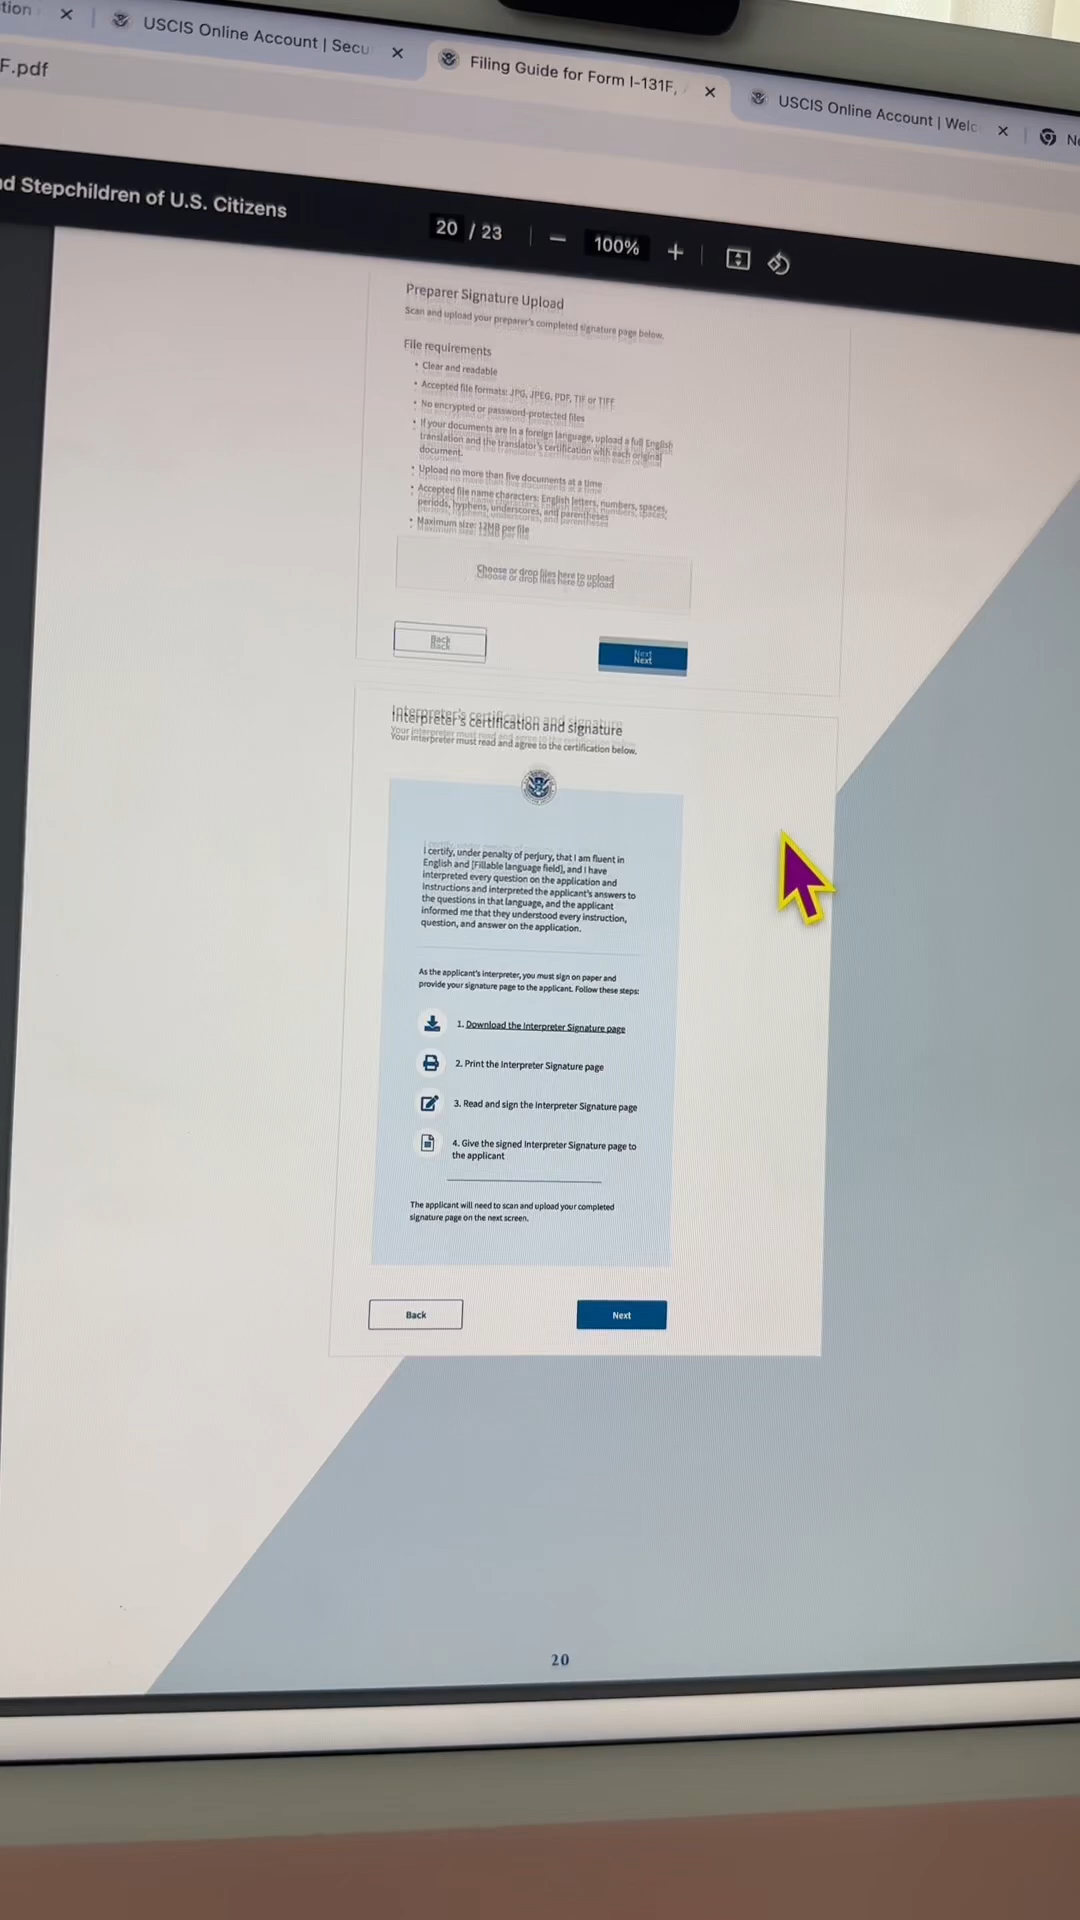 tion
USCIS Online Account | Secu
Filing Guide for Form I-131F,
USCIS Online Account | Welc
F.pdf
nd Stepchildren of U.S. Citizens
20 / 23
100%
Preparer Signature Upload
Scan and upload your preparer's completed signature page below.
File requirements
• Clear and readable
• Accepted file formats: JPG, JPEG, PDF, TIF or TIFF
• No encrypted or password-protected files
• If your documents are in a foreign language, upload a full English
translation and the translator's certification with each original
document.
• Upload no more than five documents at a time
• Accepted file name characters: English letters, numbers, spaces,
periods, hyphens, underscores, and parentheses
• Maximum size: 12MB per file
Choose or drop files here to upload
Back
Next
Interpreter's certification and signature
Your interpreter must read and agree to the certification below.
I certify, under penalty of perjury, that I am fluent in
English and [Fillable language field], and I have
interpreted every question on the application and
instructions and interpreted the applicant's answers to
the questions in that language, and the applicant
informed me that they understood every instruction,
question, and answer on the application.
As the applicant's interpreter, you must sign on paper and
provide your signature page to the applicant. Follow these steps:
1. Download the Interpreter Signature page
2. Print the Interpreter Signature page
3. Read and sign the Interpreter Signature page
4. Give the signed Interpreter Signature page to
the applicant
The applicant will need to scan and upload your completed
signature page on the next screen.
Back
Next
20